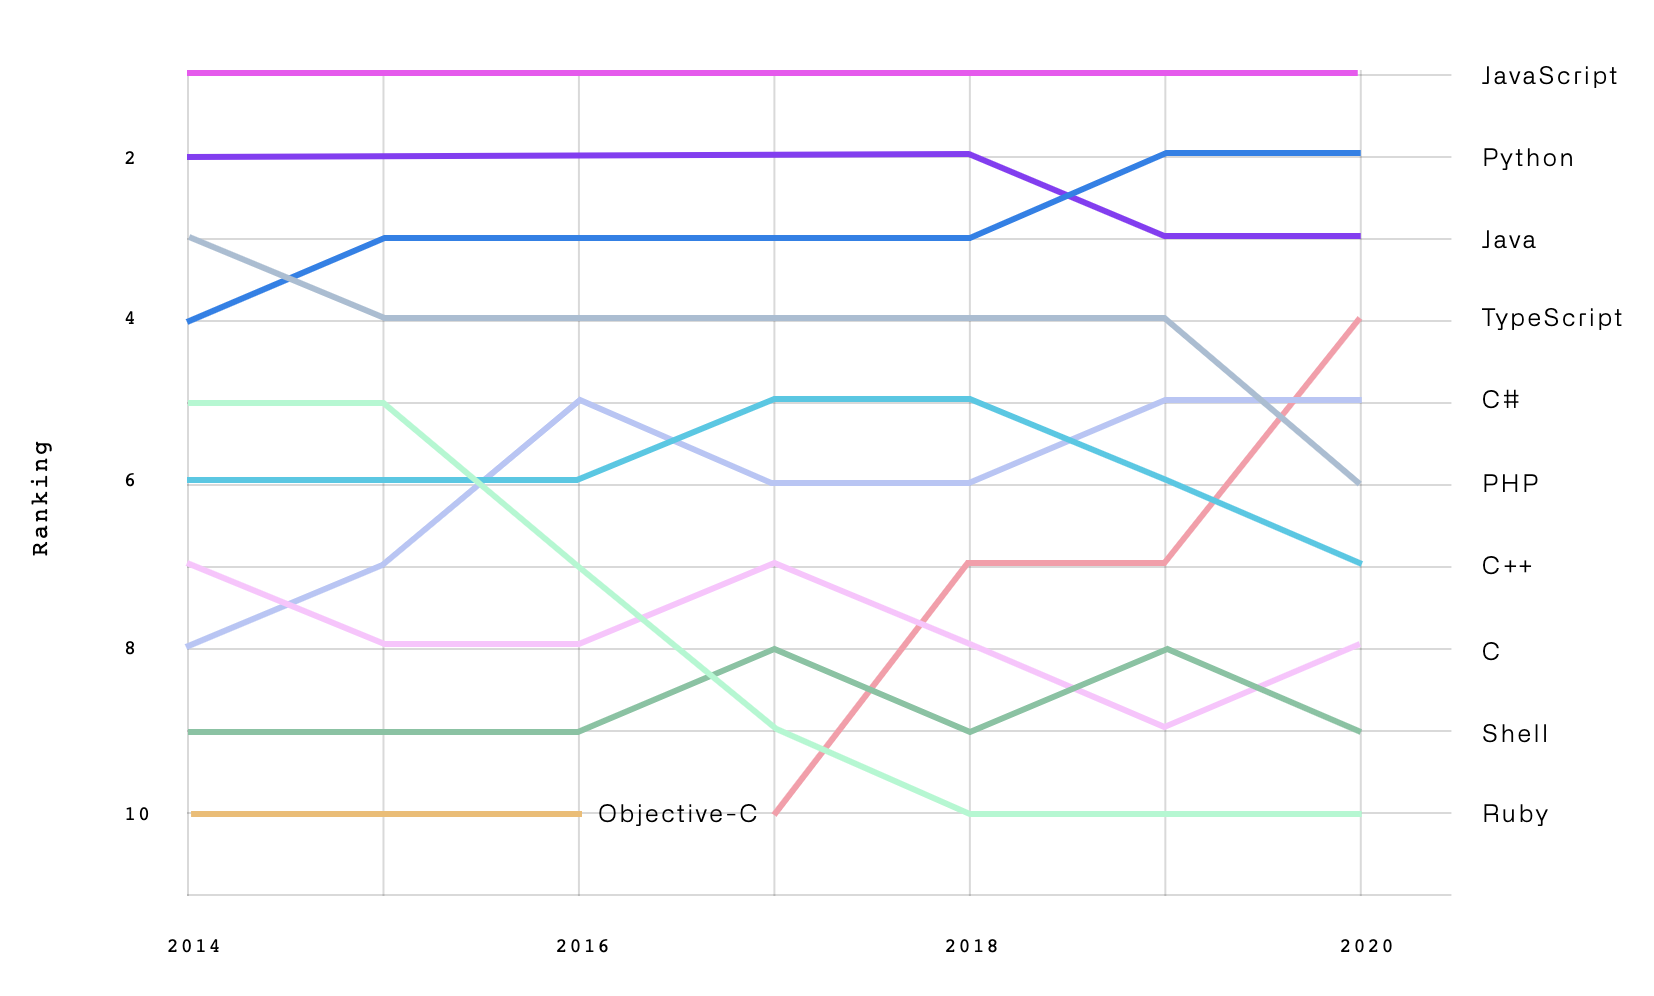 JavaScript
2
Python
Java
4
TypeScript
C#
Ranking
6
PHP
C++
8
C
Shell
10
Objective-C
Ruby
2014
2016
2018
2020